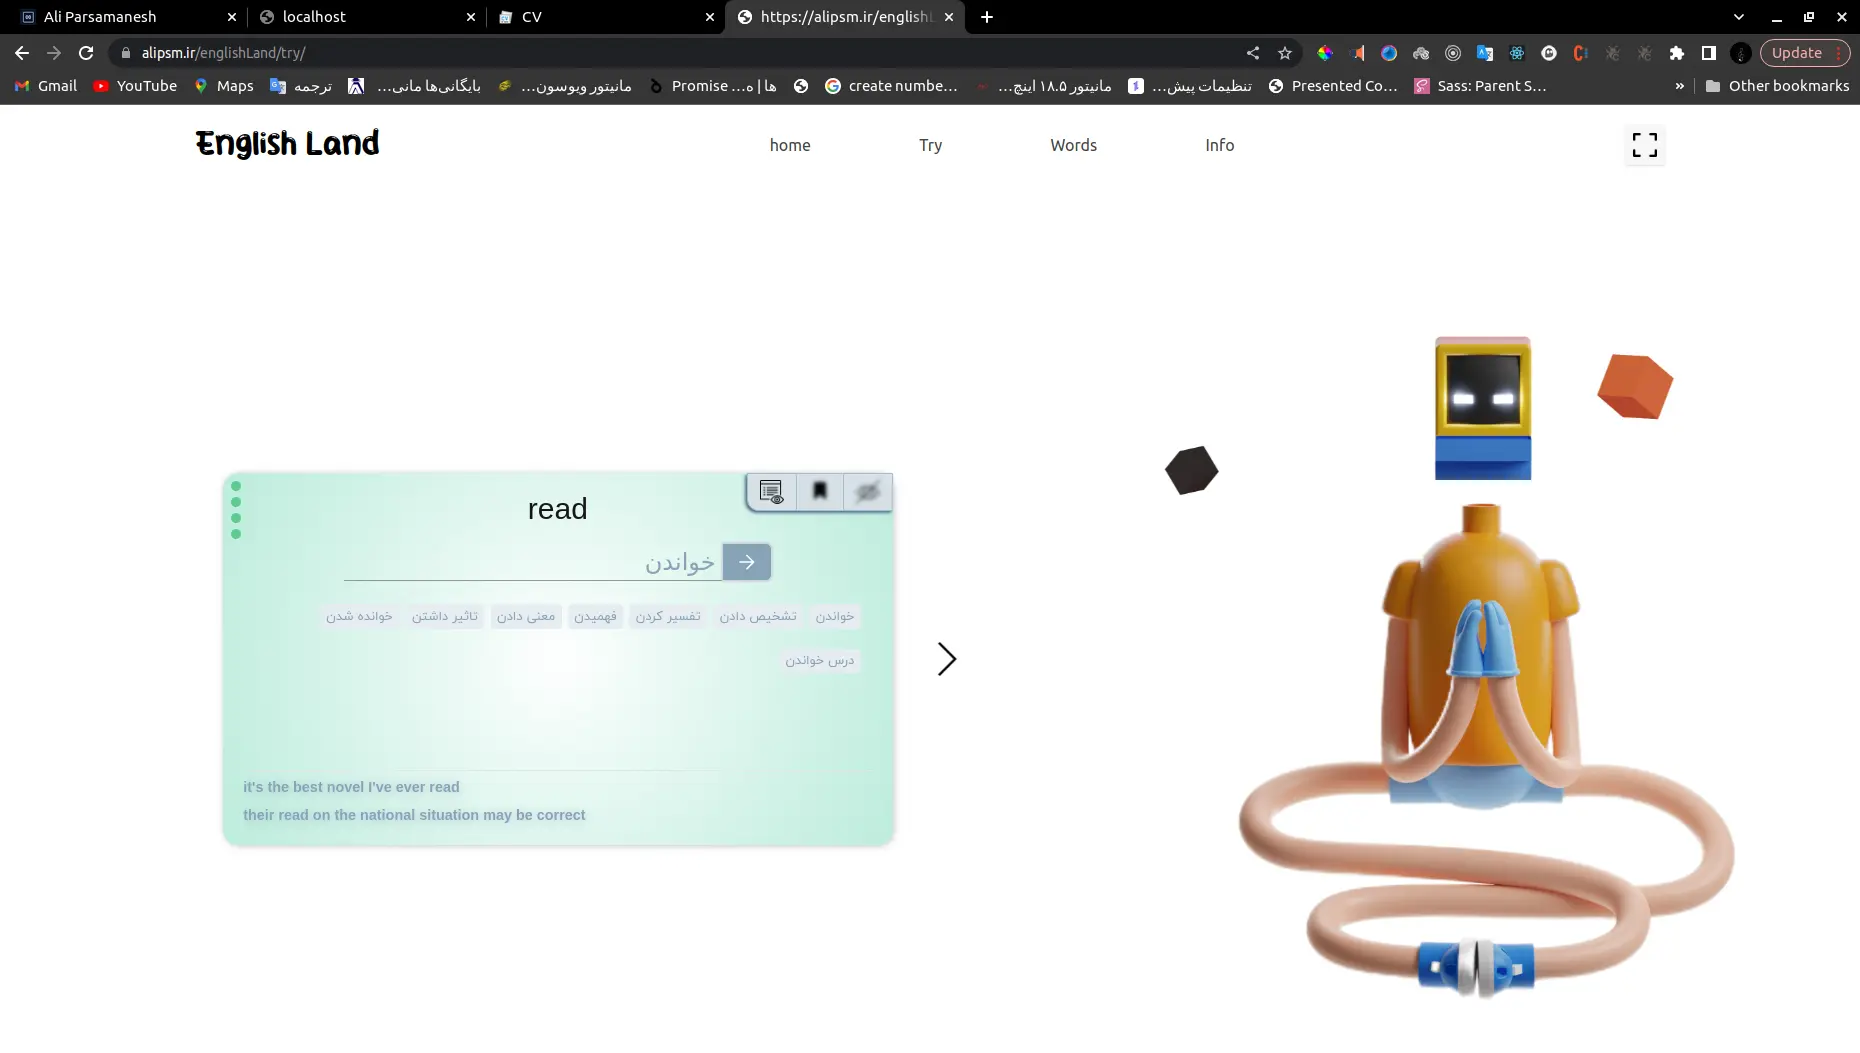 Ali Parsamanesh
localhost
CV
https://alipsm.ir/englishL
alipsm.ir/englishLand/try/
Update
Gmail
YouTube
Maps
ترجمه
بایگانی‌ها مانی...
مانیتور ویوسون...
Promise ...ها | ه
create numbe...
مانیتور ۱۸.۵ اینچ...
تنظیمات پیش...
Presented Co...
Sass: Parent S...
»
Other bookmarks
English Land
home
Try
Words
Info
read
خواندن
خواندن
تشخیص دادن
تفسیر کردن
فهمیدن
معنی دادن
تاثیر داشتن
خوانده شدن
درس خواندن
it's the best novel I've ever read
their read on the national situation may be correct